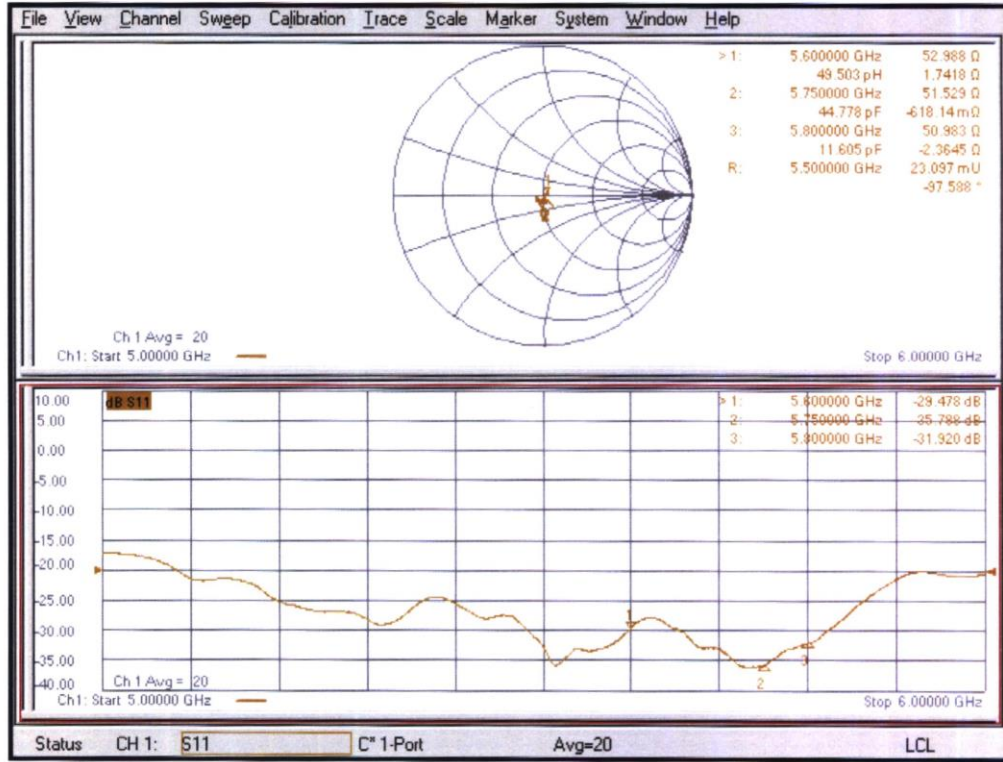 File View Channel Sweep Calibration Trace Scale Marker System Window Help
> 1: 5.600000 GHz 52.988 Ω
49.503 pH 1.7418 Ω
2: 5.750000 GHz 51.529 Ω
44.778 pF -618.14 mΩ
3: 5.800000 GHz 50.983 Ω
11.605 pF -2.3645 Ω
R: 5.500000 GHz 23.097 mU
-97.588 °
Ch 1 Avg = 20
Ch1: Start 5.00000 GHz
Stop 6.00000 GHz
10.00
dB S11
> 1: 5.600000 GHz -29.478 dB
5.00
2: 5.750000 GHz -35.788 dB
0.00
3: 5.800000 GHz -31.920 dB
-5.00
-10.00
-15.00
-20.00
-25.00
-30.00
1
-35.00
3
2
-40.00
Ch 1 Avg = 20
Ch1: Start 5.00000 GHz
Stop 6.00000 GHz
Status CH 1: S11 C* 1-Port Avg=20 LCL